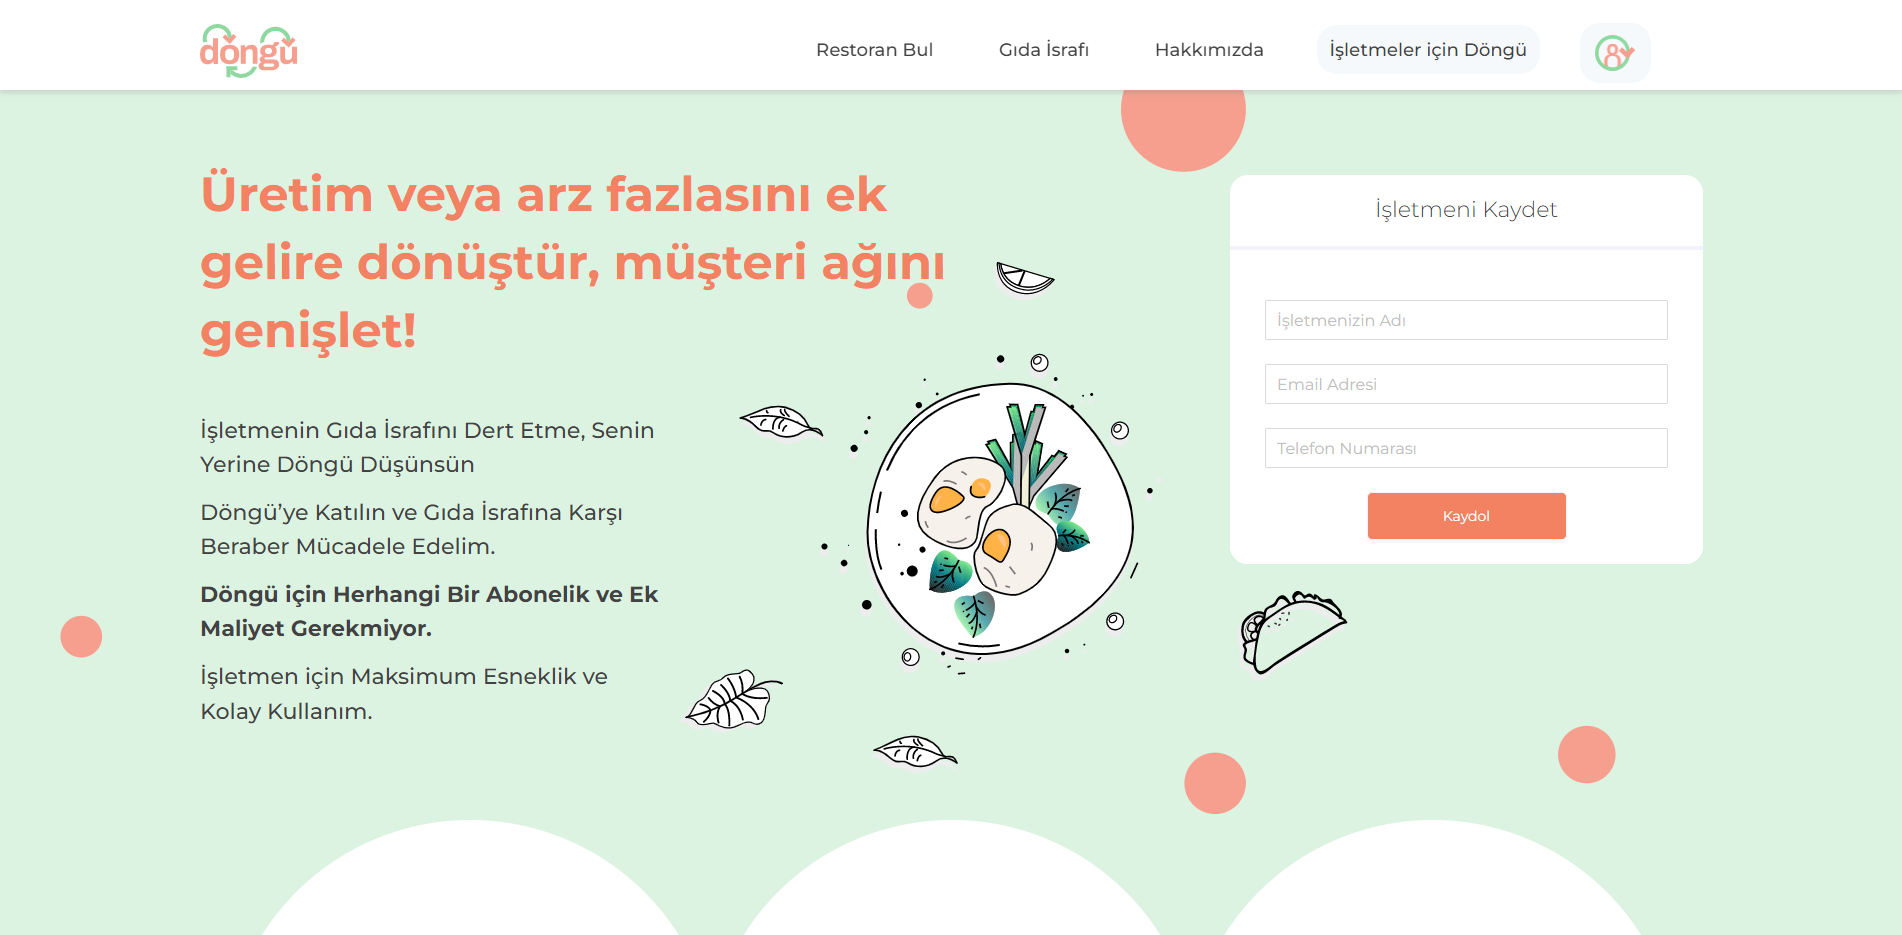 döngü
Restoran Bul
Gıda İsrafı
Hakkımızda
İşletmeler için Döngü
Üretim veya arz fazlasını ek
gelire dönüştür, müşteri ağını
genişlet!
İşletmenin Gıda İsrafını Dert Etme, Senin
Yerine Döngü Düşünsün
Döngü’ye Katılın ve Gıda İsrafına Karşı
Beraber Mücadele Edelim.
Döngü için Herhangi Bir Abonelik ve Ek
Maliyet Gerekmiyor.
İşletmen için Maksimum Esneklik ve
Kolay Kullanım.
İşletmeni Kaydet
İşletmenizin Adı
Email Adresi
Telefon Numarası
Kaydol